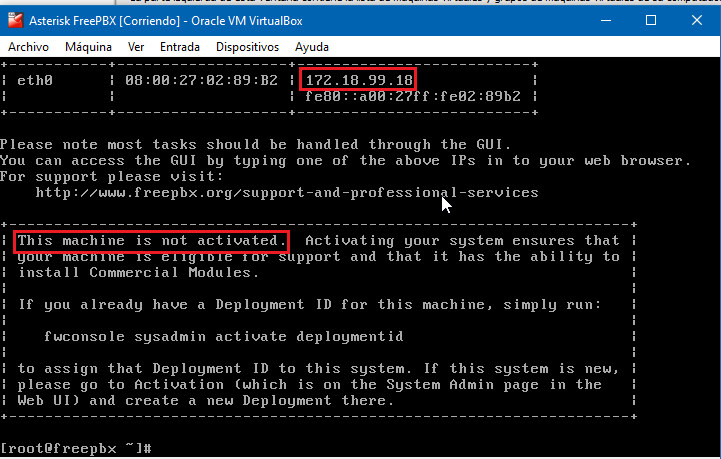 Asterisk FreePBX [Corriendo] - Oracle VM VirtualBox
Archivo Máquina Ver Entrada Dispositivos Ayuda
eth0 | 08:00:27:02:89:B2 | 172.18.99.18
fe80::a00:27ff:fe02:89b2
Please note most tasks should be handled through the GUI.
You can access the GUI by typing one of the above IPs in to your web browser.
For support please visit:
http://www.freepbx.org/support-and-professional-services
This machine is not activated. Activating your system ensures that
your machine is eligible for support and that it has the ability to
install Commercial Modules.
If you already have a Deployment ID for this machine, simply run:
fwconsole sysadmin activate deploymentid
to assign that Deployment ID to this system. If this system is new,
please go to Activation (which is on the System Admin page in the
Web UI) and create a new Deployment there.
[root@freepbx ~]#